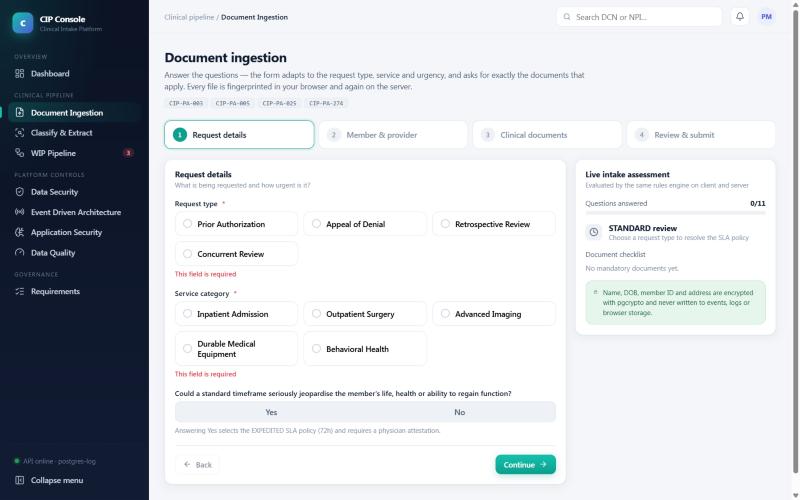 C
CIP Console
Clinical Intake Platform
OVERVIEW
Dashboard
CLINICAL PIPELINE
Document Ingestion
Classify & Extract
WIP Pipeline
3
PLATFORM CONTROLS
Data Security
Event Driven Architecture
Application Security
Data Quality
GOVERNANCE
Requirements
API online · postgres-log
Collapse menu
Clinical pipeline / Document Ingestion
Search DCN or NPI...
PM
Document ingestion
Answer the questions — the form adapts to the request type, service and urgency, and asks for exactly the documents that
apply. Every file is fingerprinted in your browser and again on the server.
CIP-PA-003 CIP-PA-005 CIP-PA-025 CIP-PA-274
1 Request details
2 Member & provider
3 Clinical documents
4 Review & submit
Request details
What is being requested and how urgent is it?
Request type *
Prior Authorization
Appeal of Denial
Retrospective Review
Concurrent Review
This field is required
Service category *
Inpatient Admission
Outpatient Surgery
Advanced Imaging
Durable Medical
Equipment
Behavioral Health
This field is required
Could a standard timeframe seriously jeopardise the member's life, health or ability to regain function?
Yes
No
Answering Yes selects the EXPEDITED SLA policy (72h) and requires a physician attestation.
Back
Continue
Live intake assessment
Evaluated by the same rules engine on client and server
Questions answered 0/11
STANDARD review
Choose a request type to resolve the SLA policy
Document checklist
No mandatory documents yet.
Name, DOB, member ID and address are encrypted
with pgcrypto and never written to events, logs or
browser storage.